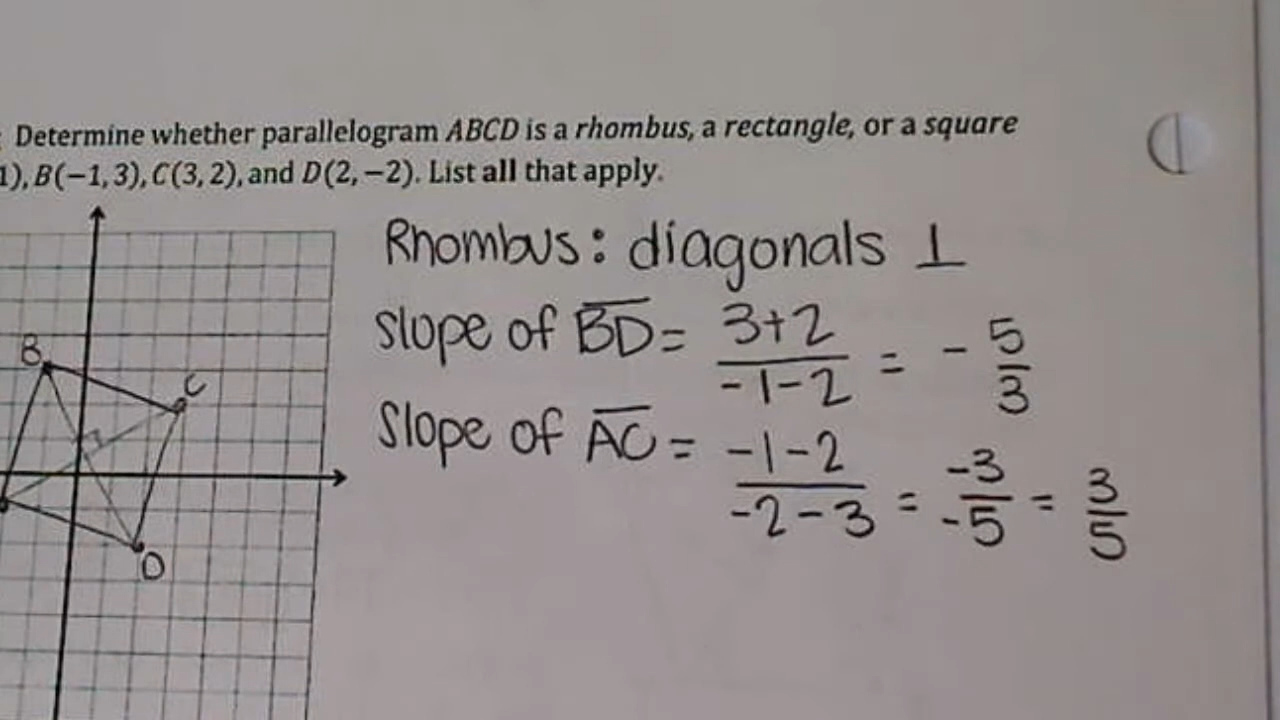 Determine whether parallelogram ABCD is a rhombus, a rectangle, or a square
1), B(−1, 3), C(3, 2), and D(2, −2). List all that apply.
Rhombus: diagonals ⊥
Slope of B̅D̅ = 3+2 / -1-2 = - 5/3
Slope of A̅C̅ = -1-2 / -2-3 = -3/-5 = 3/5
B
C
D